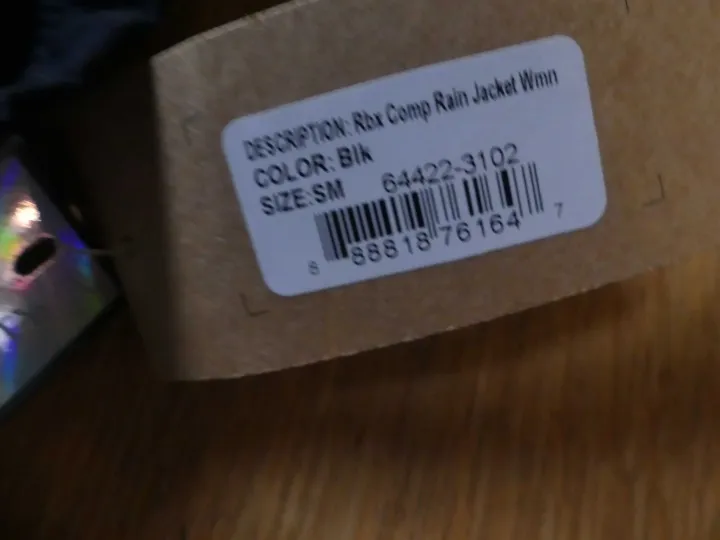 DESCRIPTION: Rbx Comp Rain Jacket Wmn
COLOR: Blk
SIZE:SM 64422-3102
8 88818 76164 7